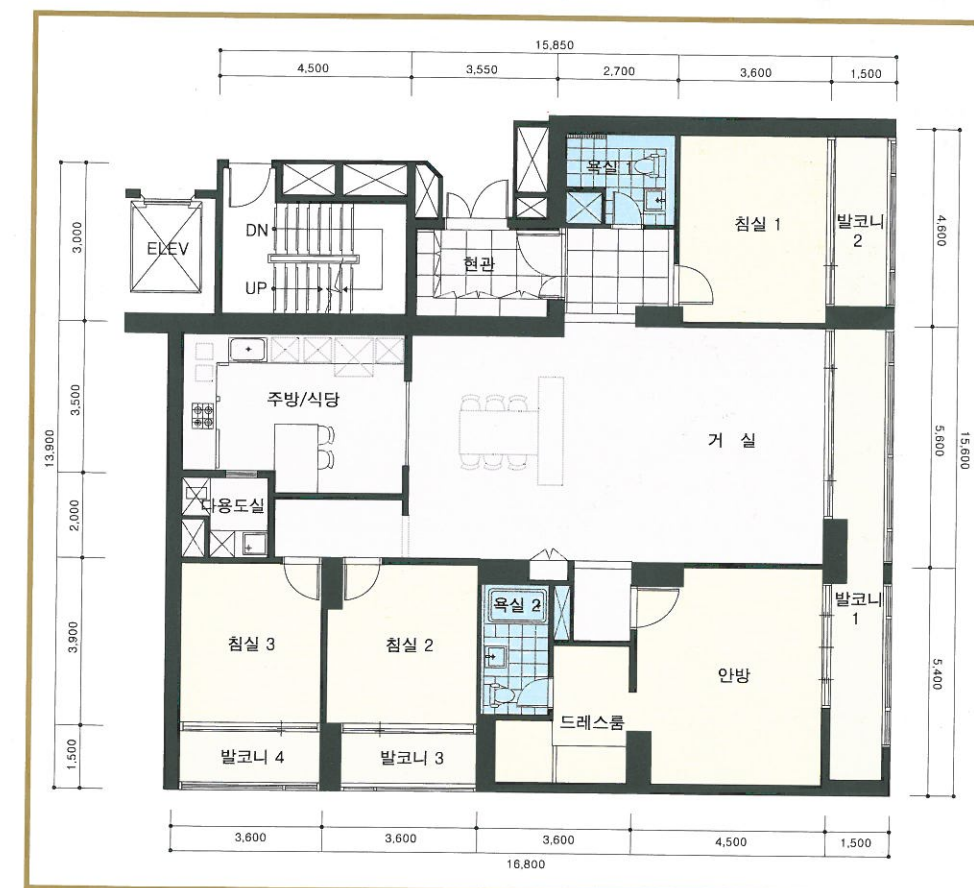 15,850
4,500
3,550
2,700
3,600
1,500
욕실 1
침실 1
발코니
2
ELEV
DN
UP
현관
주방/식당
거 실
다용도실
침실 3
침실 2
욕실 2
안방
발코니
1
드레스룸
발코니 4
발코니 3
3,000
3,500
2,000
3,900
1,500
13,900
4,600
5,600
5,400
15,600
3,600
3,600
3,600
4,500
1,500
16,800